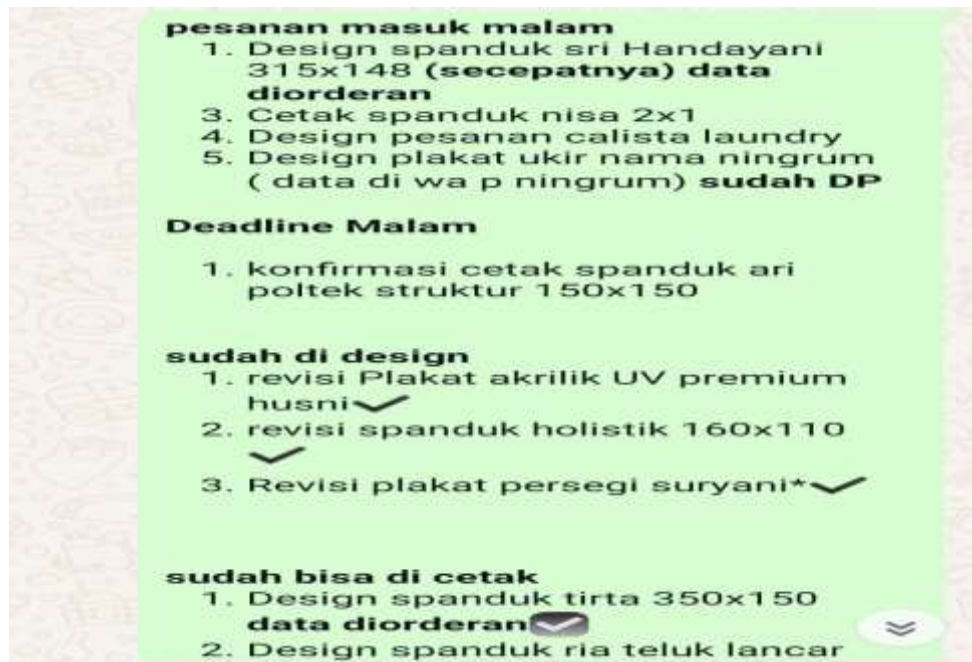 pesanan masuk malam
1. Design spanduk sri Handayani
315x148 (secepatnya) data
diorderan
3. Cetak spanduk nisa 2x1
4. Design pesanan calista laundry
5. Design plakat ukir nama ningrum
( data di wa p ningrum) sudah DP
Deadline Malam
1. konfirmasi cetak spanduk ari
poltek struktur 150x150
sudah di design
1. revisi Plakat akrilik UV premium
husni✔
2. revisi spanduk holistik 160x110
✔
3. Revisi plakat persegi suryani*✔
sudah bisa di cetak
1. Design spanduk tirta 350x150
data diorderan✅
2. Design spanduk ria teluk lancar